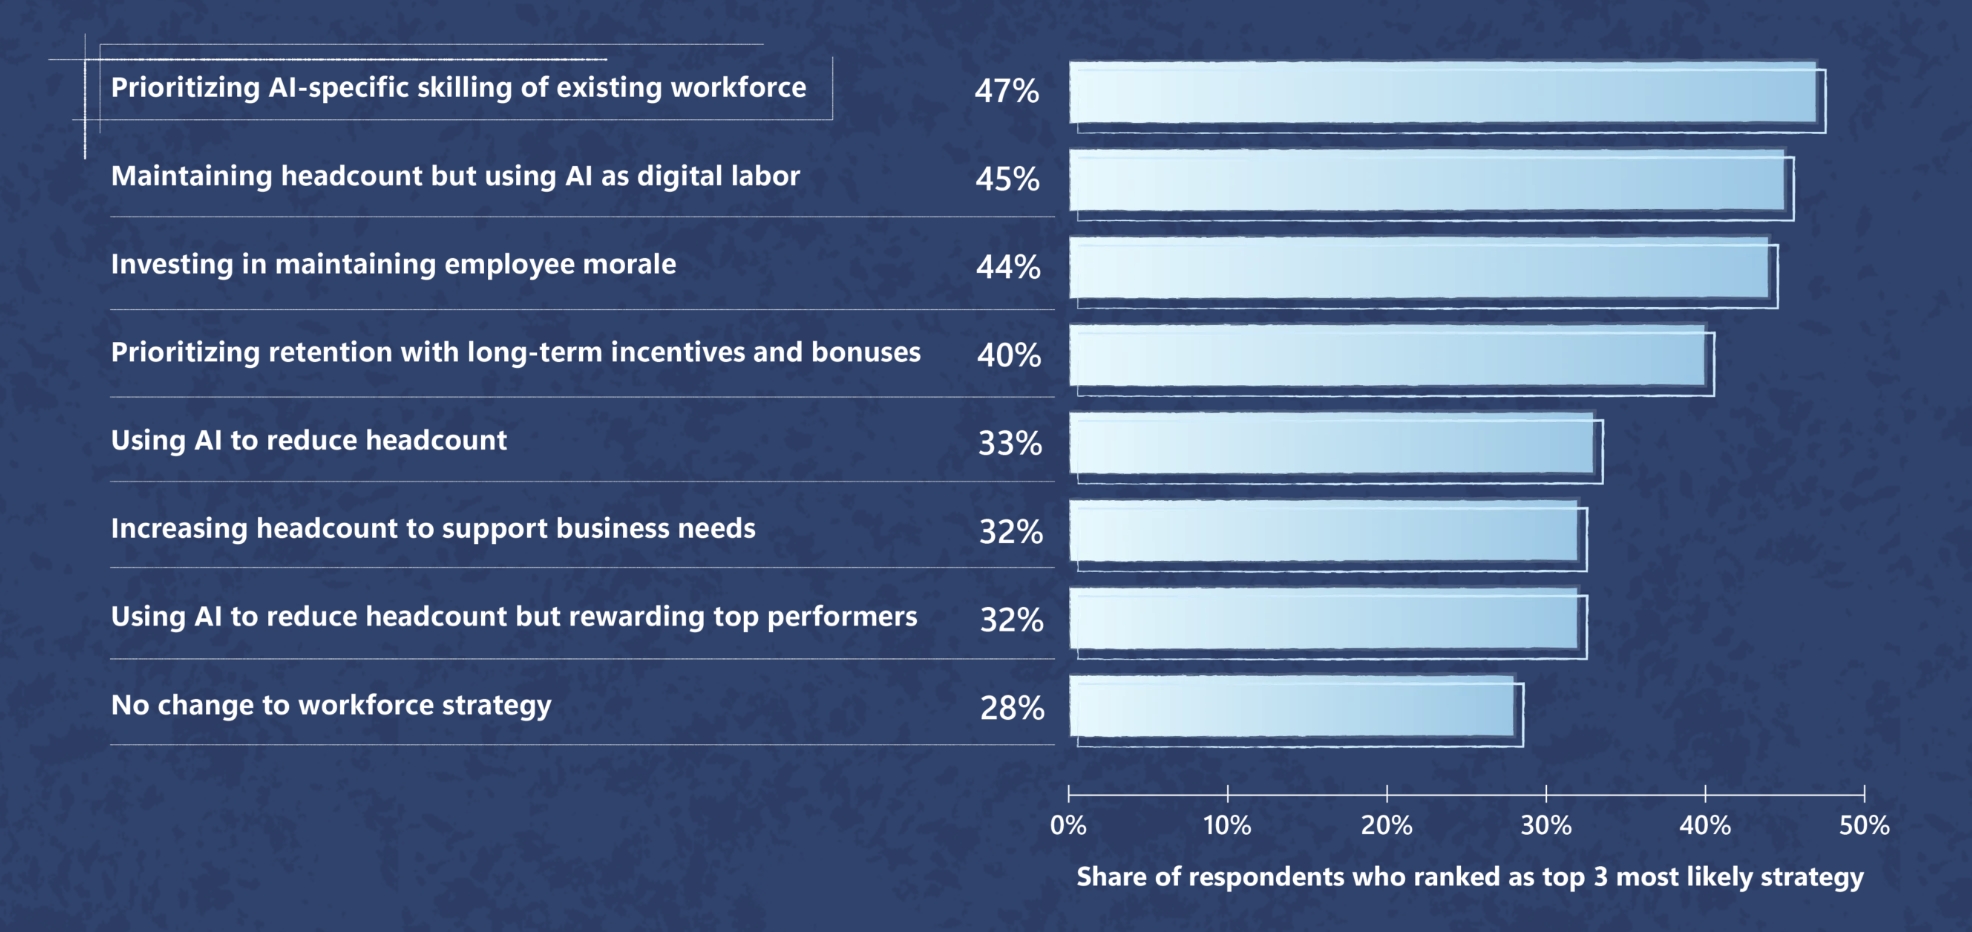 Prioritizing AI-specific skilling of existing workforce 47%
Maintaining headcount but using AI as digital labor 45%
Investing in maintaining employee morale 44%
Prioritizing retention with long-term incentives and bonuses 40%
Using AI to reduce headcount 33%
Increasing headcount to support business needs 32%
Using AI to reduce headcount but rewarding top performers 32%
No change to workforce strategy 28%
0% 10% 20% 30% 40% 50%
Share of respondents who ranked as top 3 most likely strategy